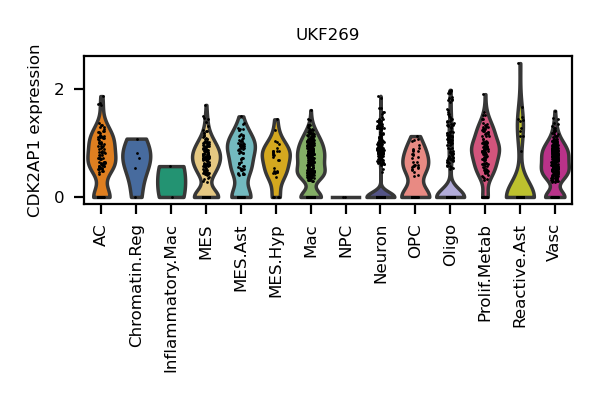 UKF269
CDK2AP1 expression
2
0
AC
Chromatin.Reg
Inflammatory.Mac
MES
MES.Ast
MES.Hyp
Mac
NPC
Neuron
OPC
Oligo
Prolif.Metab
Reactive.Ast
Vasc